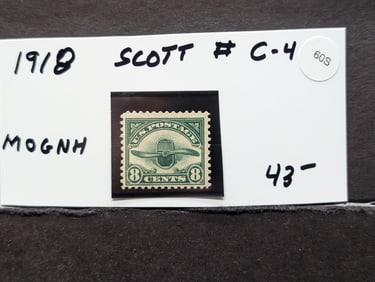 1918 SCOTT # C-4
60S
MOGNH
U.S. POSTAGE
8 CENTS 8
43-